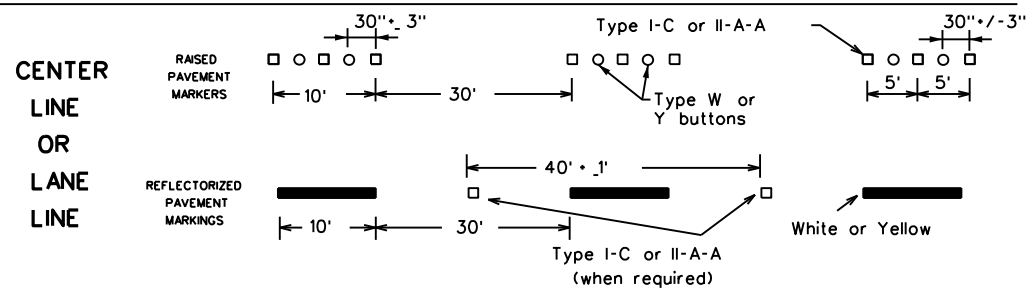 CENTER
LINE
OR
LANE
LINE
RAISED
PAVEMENT
MARKERS
30"+_ 3"
Type I-C or II-A-A
30"+/-3"
10'
30'
Type W or
Y buttons
5' 5'
REFLECTORIZED
PAVEMENT
MARKINGS
40' + _1'
10'
30'
Type I-C or II-A-A
(when required)
White or Yellow